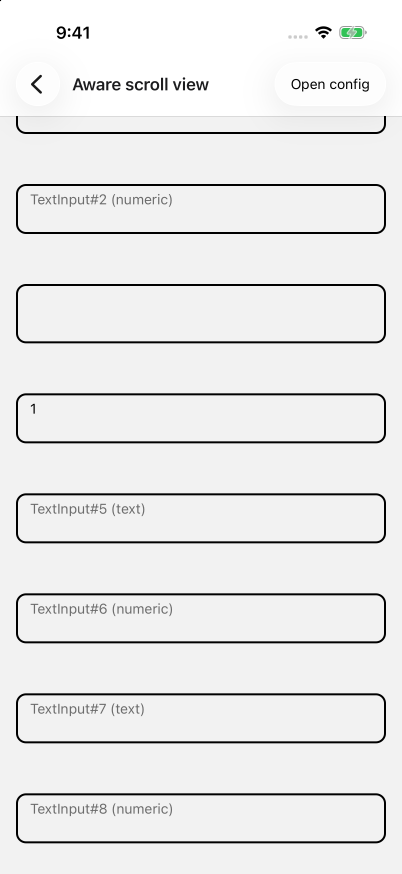 9:41
Aware scroll view
Open config
TextInput#2 (numeric)
1
TextInput#5 (text)
TextInput#6 (numeric)
TextInput#7 (text)
TextInput#8 (numeric)